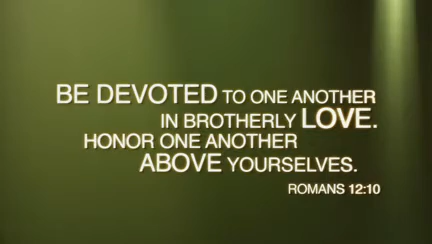 BE DEVOTED TO ONE ANOTHER
IN BROTHERLY LOVE.
HONOR ONE ANOTHER
ABOVE YOURSELVES.
ROMANS 12:10